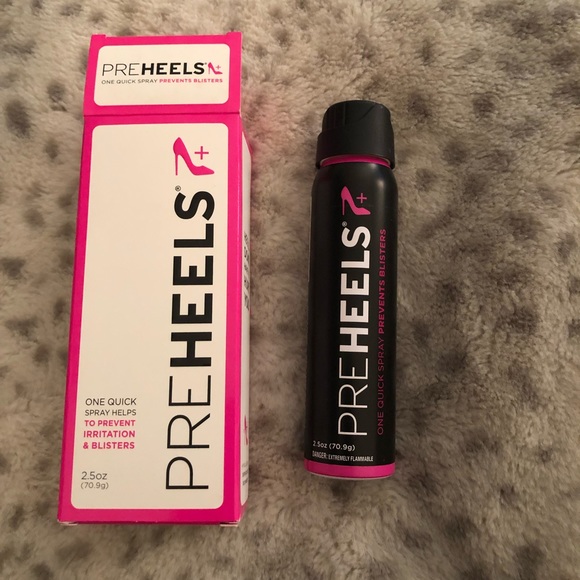 PREHEELS®+
ONE QUICK SPRAY PREVENTS BLISTERS
PREHEELS®+
ONE QUICK
SPRAY HELPS
TO PREVENT
IRRITATION
& BLISTERS
2.5oz
(70.9g)
PREHEELS®+
ONE QUICK SPRAY PREVENTS BLISTERS
2.5oz (70.9g)
DANGER: EXTREMELY FLAMMABLE